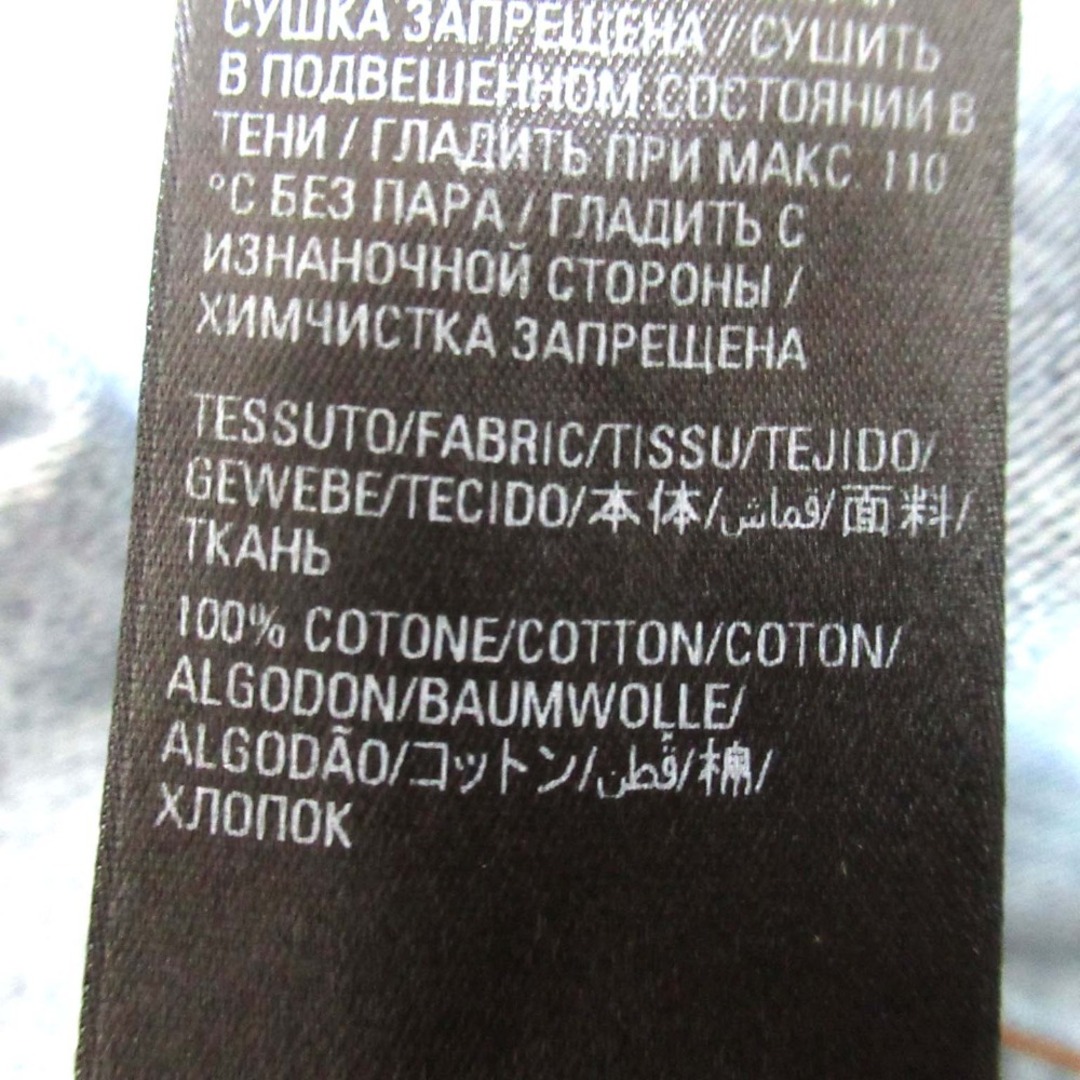 СУШКА ЗАПРЕЩЕНА / СУШИТЬ
В ПОДВЕШЕННОМ СОСТОЯНИИ В
ТЕНИ / ГЛАДИТЬ ПРИ МАКС. 110
°C БЕЗ ПАРА / ГЛАДИТЬ С
ИЗНАНОЧНОЙ СТОРОНЫ /
ХИМЧИСТКА ЗАПРЕЩЕНА
TESSUTO/FABRIC/TISSU/TEJIDO/
GEWEBE/TECIDO/本体/قماش/面料/
ТКАНЬ
100% COTONE/COTTON/COTON/
ALGODON/BAUMWOLLE/
ALGODÃO/コットン/قُطن/棉/
ХЛОПОК